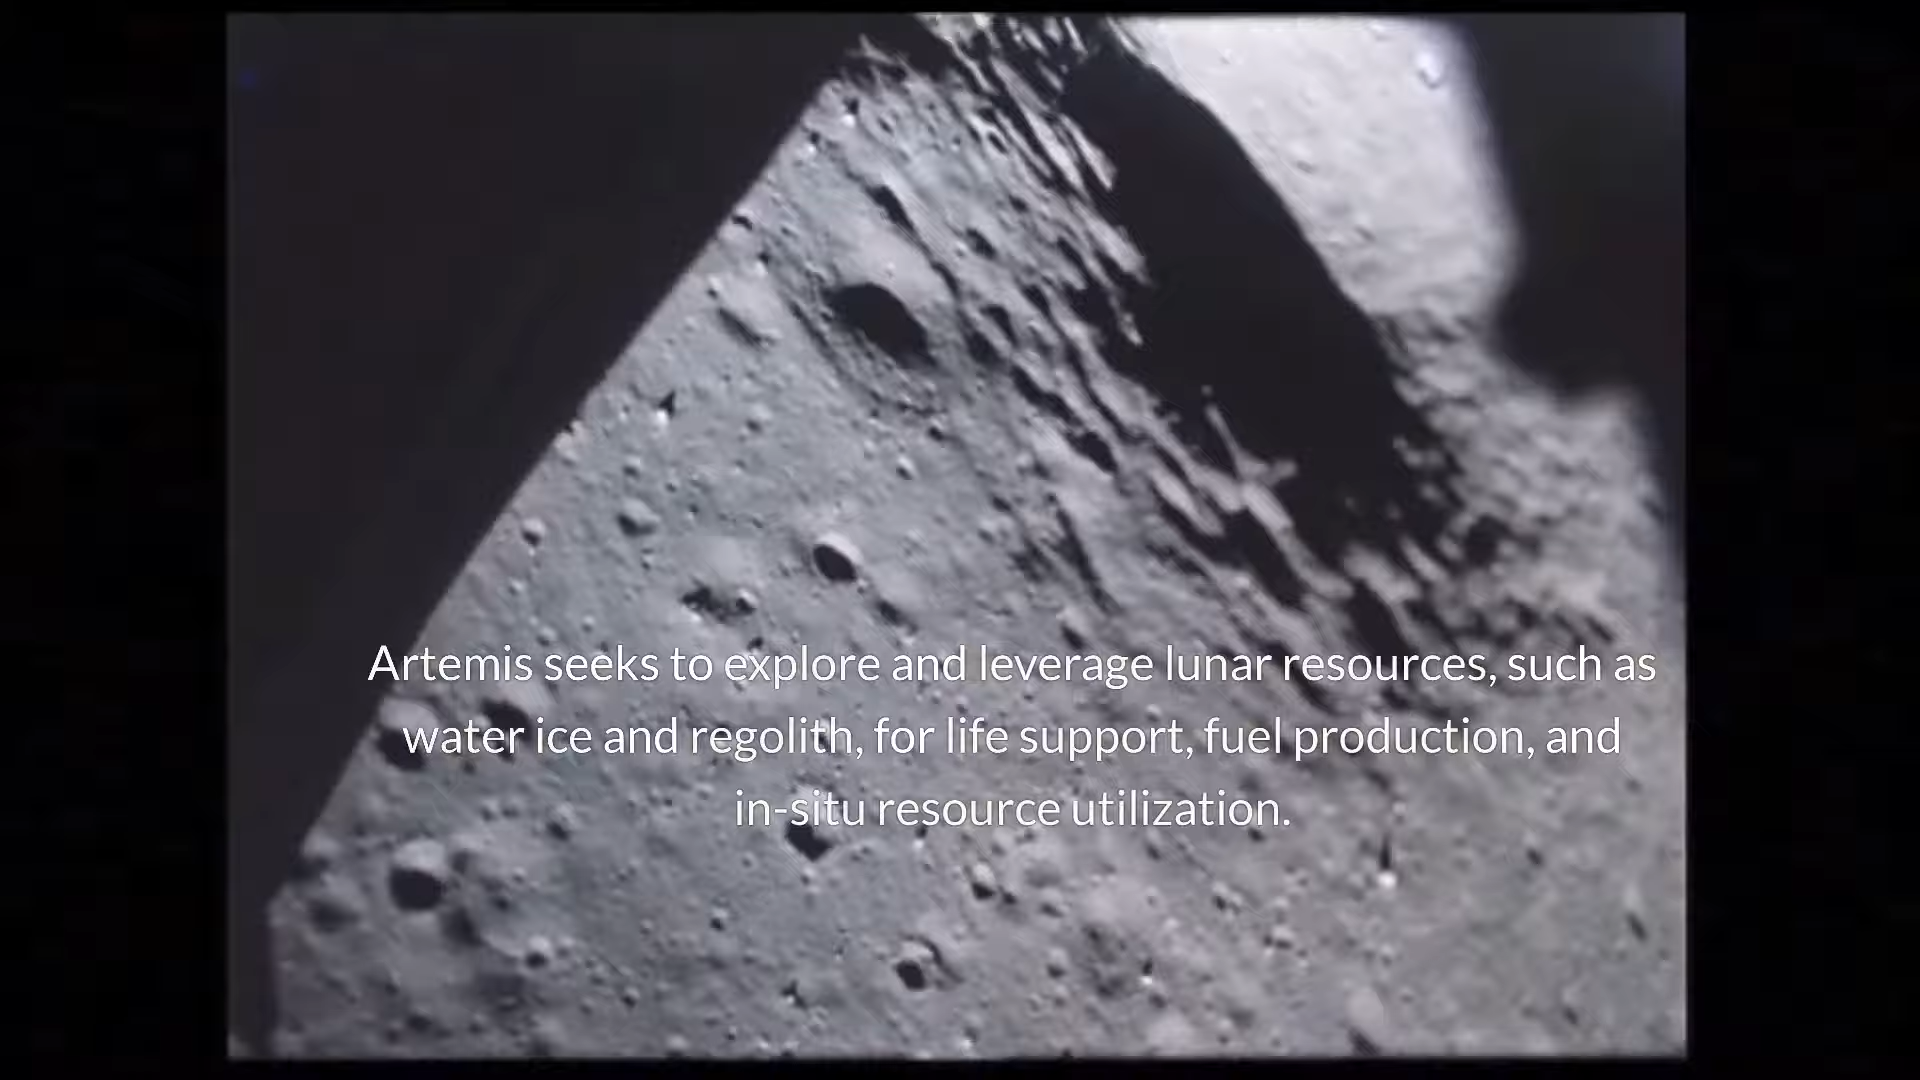 Artemis seeks to explore and leverage lunar resources, such as
water ice and regolith, for life support, fuel production, and
in-situ resource utilization.